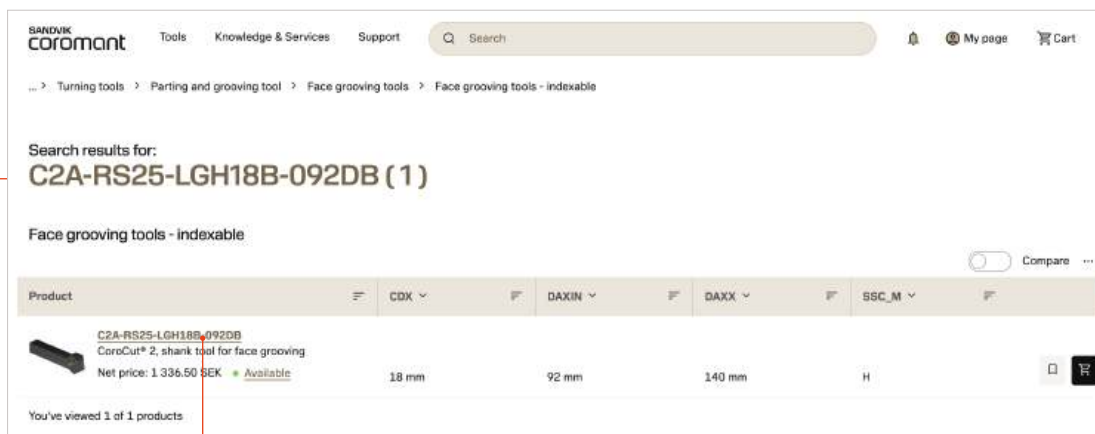 SANDVIK
coromant
Tools Knowledge & Services Support Search My page Cart
... > Turning tools > Parting and grooving tool > Face grooving tools > Face grooving tools - indexable
Search results for:
C2A-RS25-LGH18B-092DB (1)
Face grooving tools - indexable
Compare ...
Product CDX DAXIN DAXX SSC_M
C2A-RS25-LGH18B-092DB
CoroCut® 2, shank tool for face grooving
Net price: 1 336.50 SEK Available
18 mm 92 mm 140 mm H
You've viewed 1 of 1 products